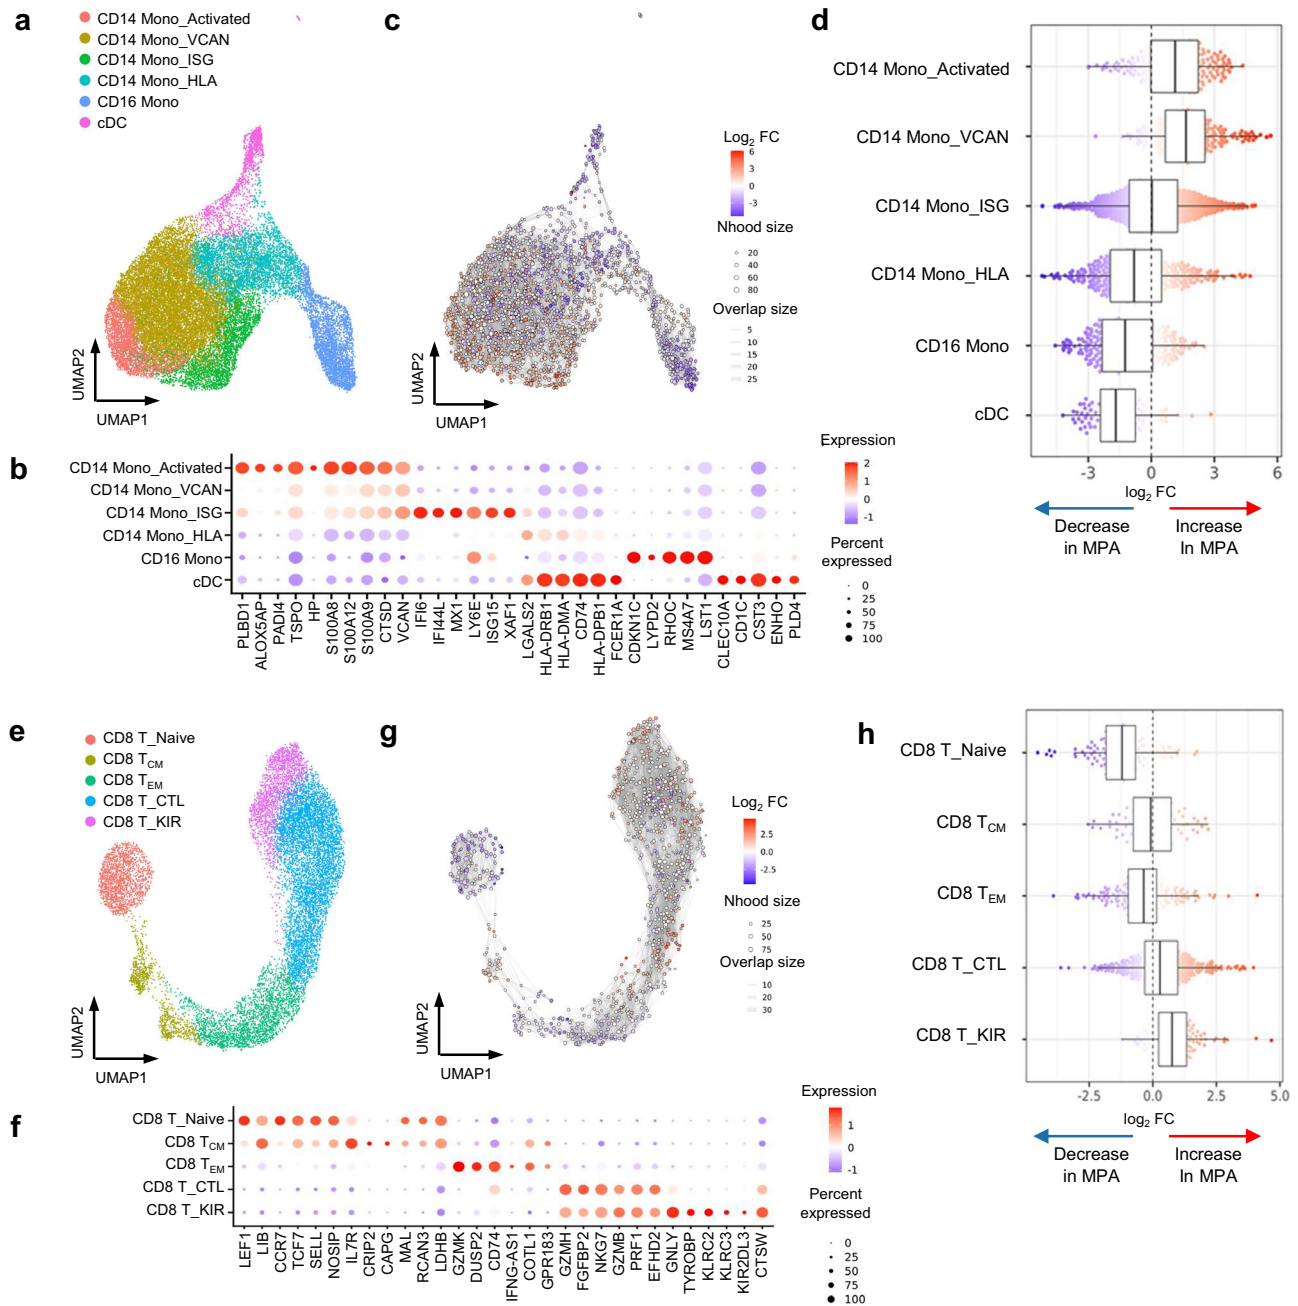 a
CD14 Mono_Activated
CD14 Mono_VCAN
CD14 Mono_ISG
CD14 Mono_HLA
CD16 Mono
cDC
UMAP2
UMAP1
c
Log2 FC
6
3
0
-3
Nhood size
20
40
60
80
Overlap size
5
10
15
20
25
UMAP2
UMAP1
d
CD14 Mono_Activated
CD14 Mono_VCAN
CD14 Mono_ISG
CD14 Mono_HLA
CD16 Mono
cDC
-3 0 3 6
log2 FC
Decrease in MPA
Increase In MPA
b
CD14 Mono_Activated
CD14 Mono_VCAN
CD14 Mono_ISG
CD14 Mono_HLA
CD16 Mono
cDC
PLBD1 ALOX5AP PADI4 TSPO HP S100A8 S100A12 S100A9 CTSD VCAN IFI6 IFI44L MX1 LY6E ISG15 XAF1 LGALS2 HLA-DRB1 HLA-DMA CD74 HLA-DPB1 FCER1A CDKN1C LYPD2 RHOC MS4A7 LST1 CLEC10A CD1C CST3 ENHO PLD4
Expression
2
1
0
-1
Percent expressed
0
25
50
75
100
e
CD8 T_Naive
CD8 TCM
CD8 TEM
CD8 T_CTL
CD8 T_KIR
UMAP2
UMAP1
g
Log2 FC
2.5
0.0
-2.5
Nhood size
25
50
75
Overlap size
10
20
30
UMAP2
UMAP1
h
CD8 T_Naive
CD8 TCM
CD8 TEM
CD8 T_CTL
CD8 T_KIR
-2.5 0.0 2.5 5.0
log2 FC
Decrease in MPA
Increase In MPA
f
CD8 T_Naive
CD8 TCM
CD8 TEM
CD8 T_CTL
CD8 T_KIR
LEF1 LIB CCR7 TCF7 SELL NOSIP IL7R CRIP2 CAPG MAL RCAN3 LDHB GZMK DUSP2 CD74 IFNG-AS1 COTL1 GPR183 GZMH FGFBP2 NKG7 GZMB PRF1 EFHD2 GNLY TYROBP KLRC2 KLRC3 KIR2DL3 CTSW
Expression
1
0
-1
Percent expressed
0
25
50
75
100